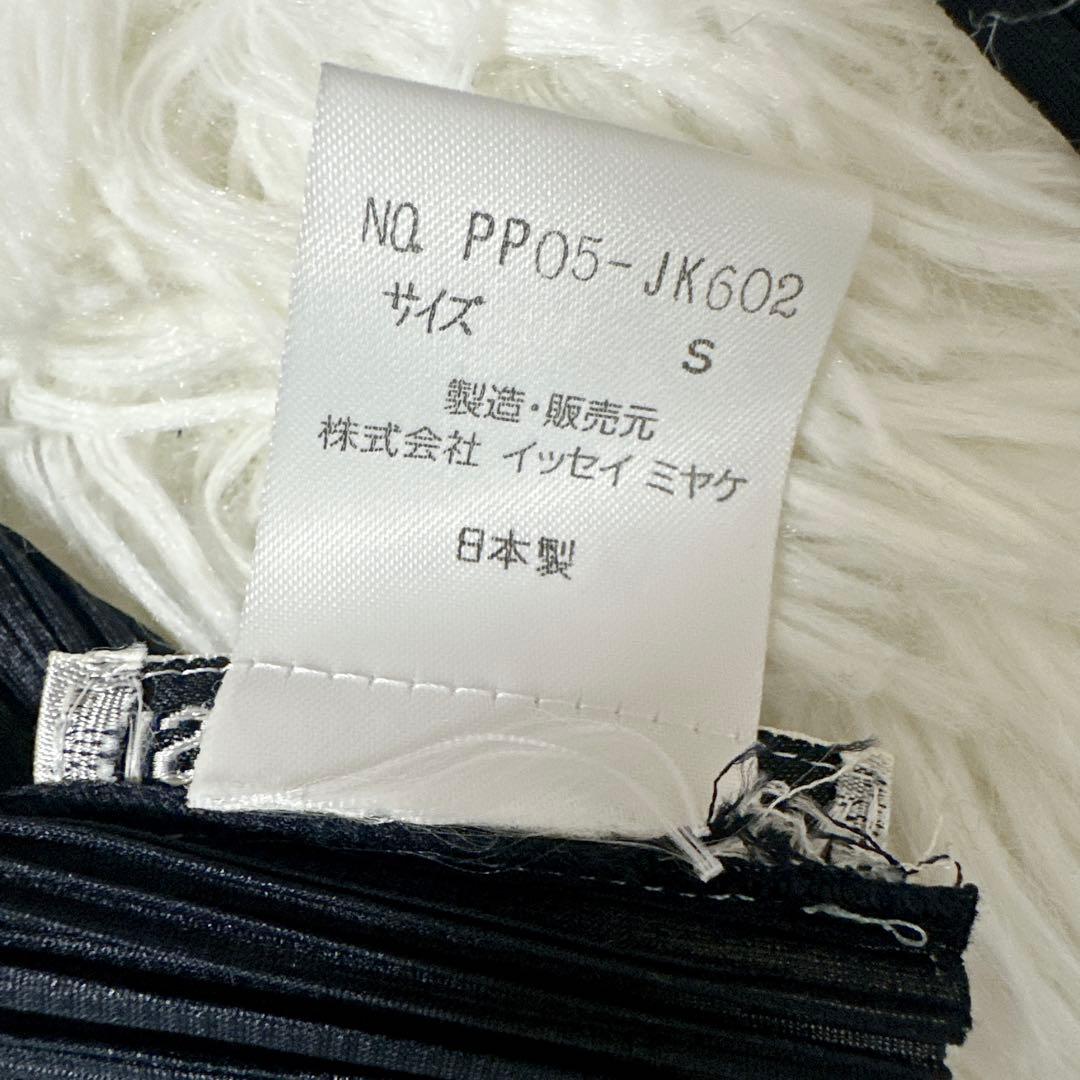 NO. PP05-JK602
サイズ S
製造・販売元
株式会社 イッセイ ミヤケ
日本製